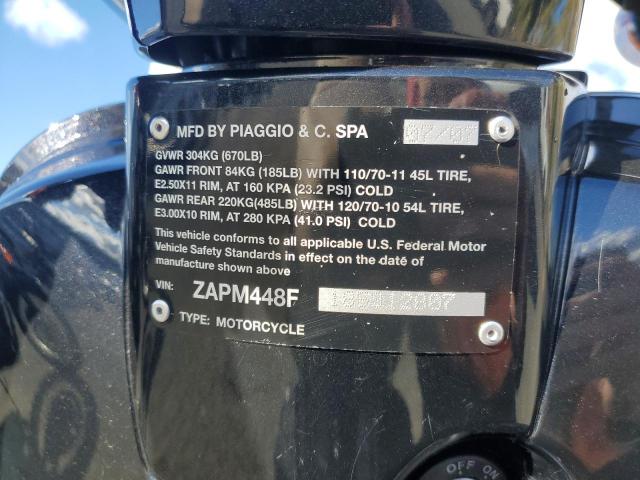 MFD BY PIAGGIO & C. SPA
GVWR 304KG (670LB)
GAWR FRONT 84KG (185LB) WITH 110/70-11 45L TIRE,
E2.50X11 RIM, AT 160 KPA (23.2 PSI) COLD
GAWR REAR 220KG(485LB) WITH 120/70-10 54L TIRE,
E3.00X10 RIM, AT 280 KPA (41.0 PSI) COLD
This vehicle conforms to all applicable U.S. Federal Motor
Vehicle Safety Standards in effect on the date of
manufacture shown above
VIN: ZAPM448F
TYPE: MOTORCYCLE
OFF ON